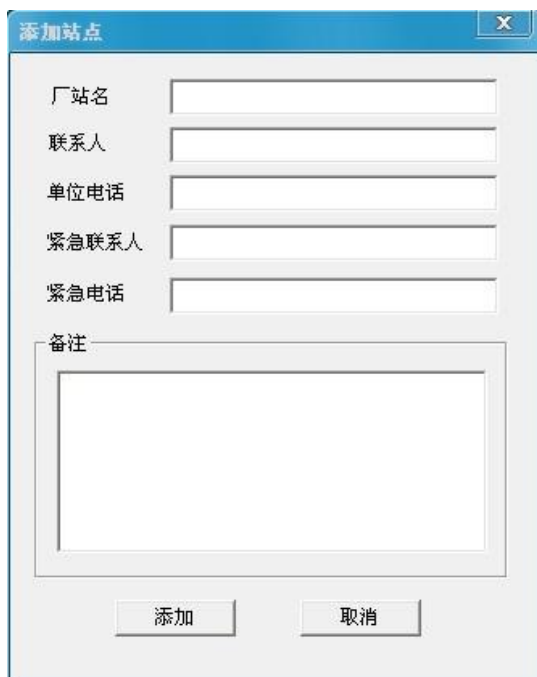 添加站点
厂站名
联系人
单位电话
紧急联系人
紧急电话
备注
添加 取消